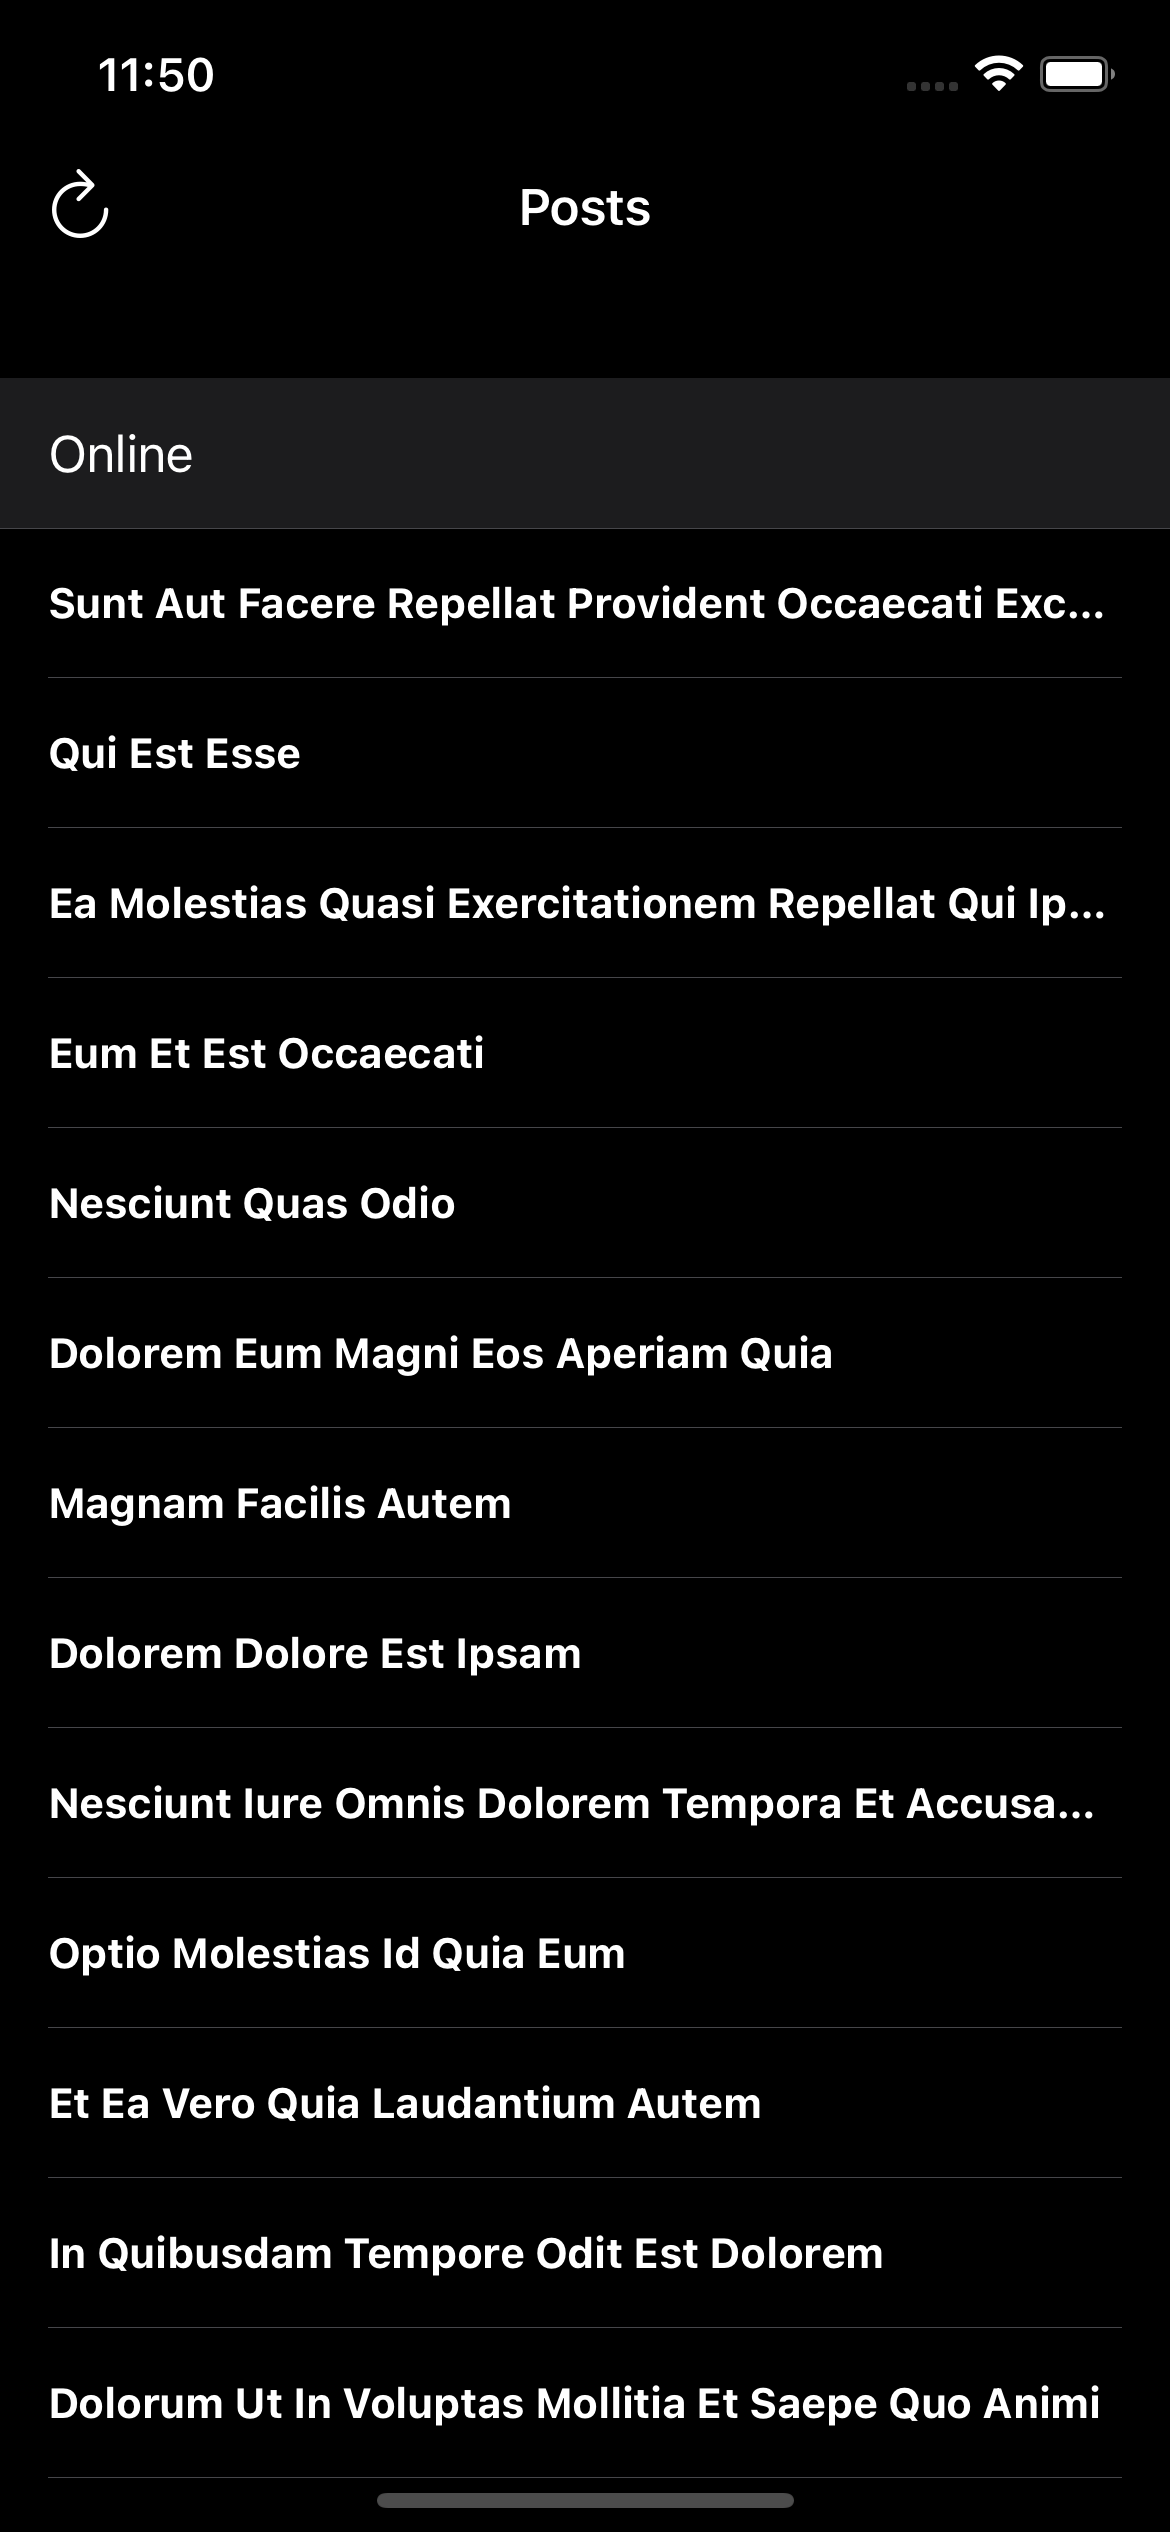 11:50
Posts
Online
Sunt Aut Facere Repellat Provident Occaecati Exc...
Qui Est Esse
Ea Molestias Quasi Exercitationem Repellat Qui Ip...
Eum Et Est Occaecati
Nesciunt Quas Odio
Dolorem Eum Magni Eos Aperiam Quia
Magnam Facilis Autem
Dolorem Dolore Est Ipsam
Nesciunt Iure Omnis Dolorem Tempora Et Accusa...
Optio Molestias Id Quia Eum
Et Ea Vero Quia Laudantium Autem
In Quibusdam Tempore Odit Est Dolorem
Dolorum Ut In Voluptas Mollitia Et Saepe Quo Animi